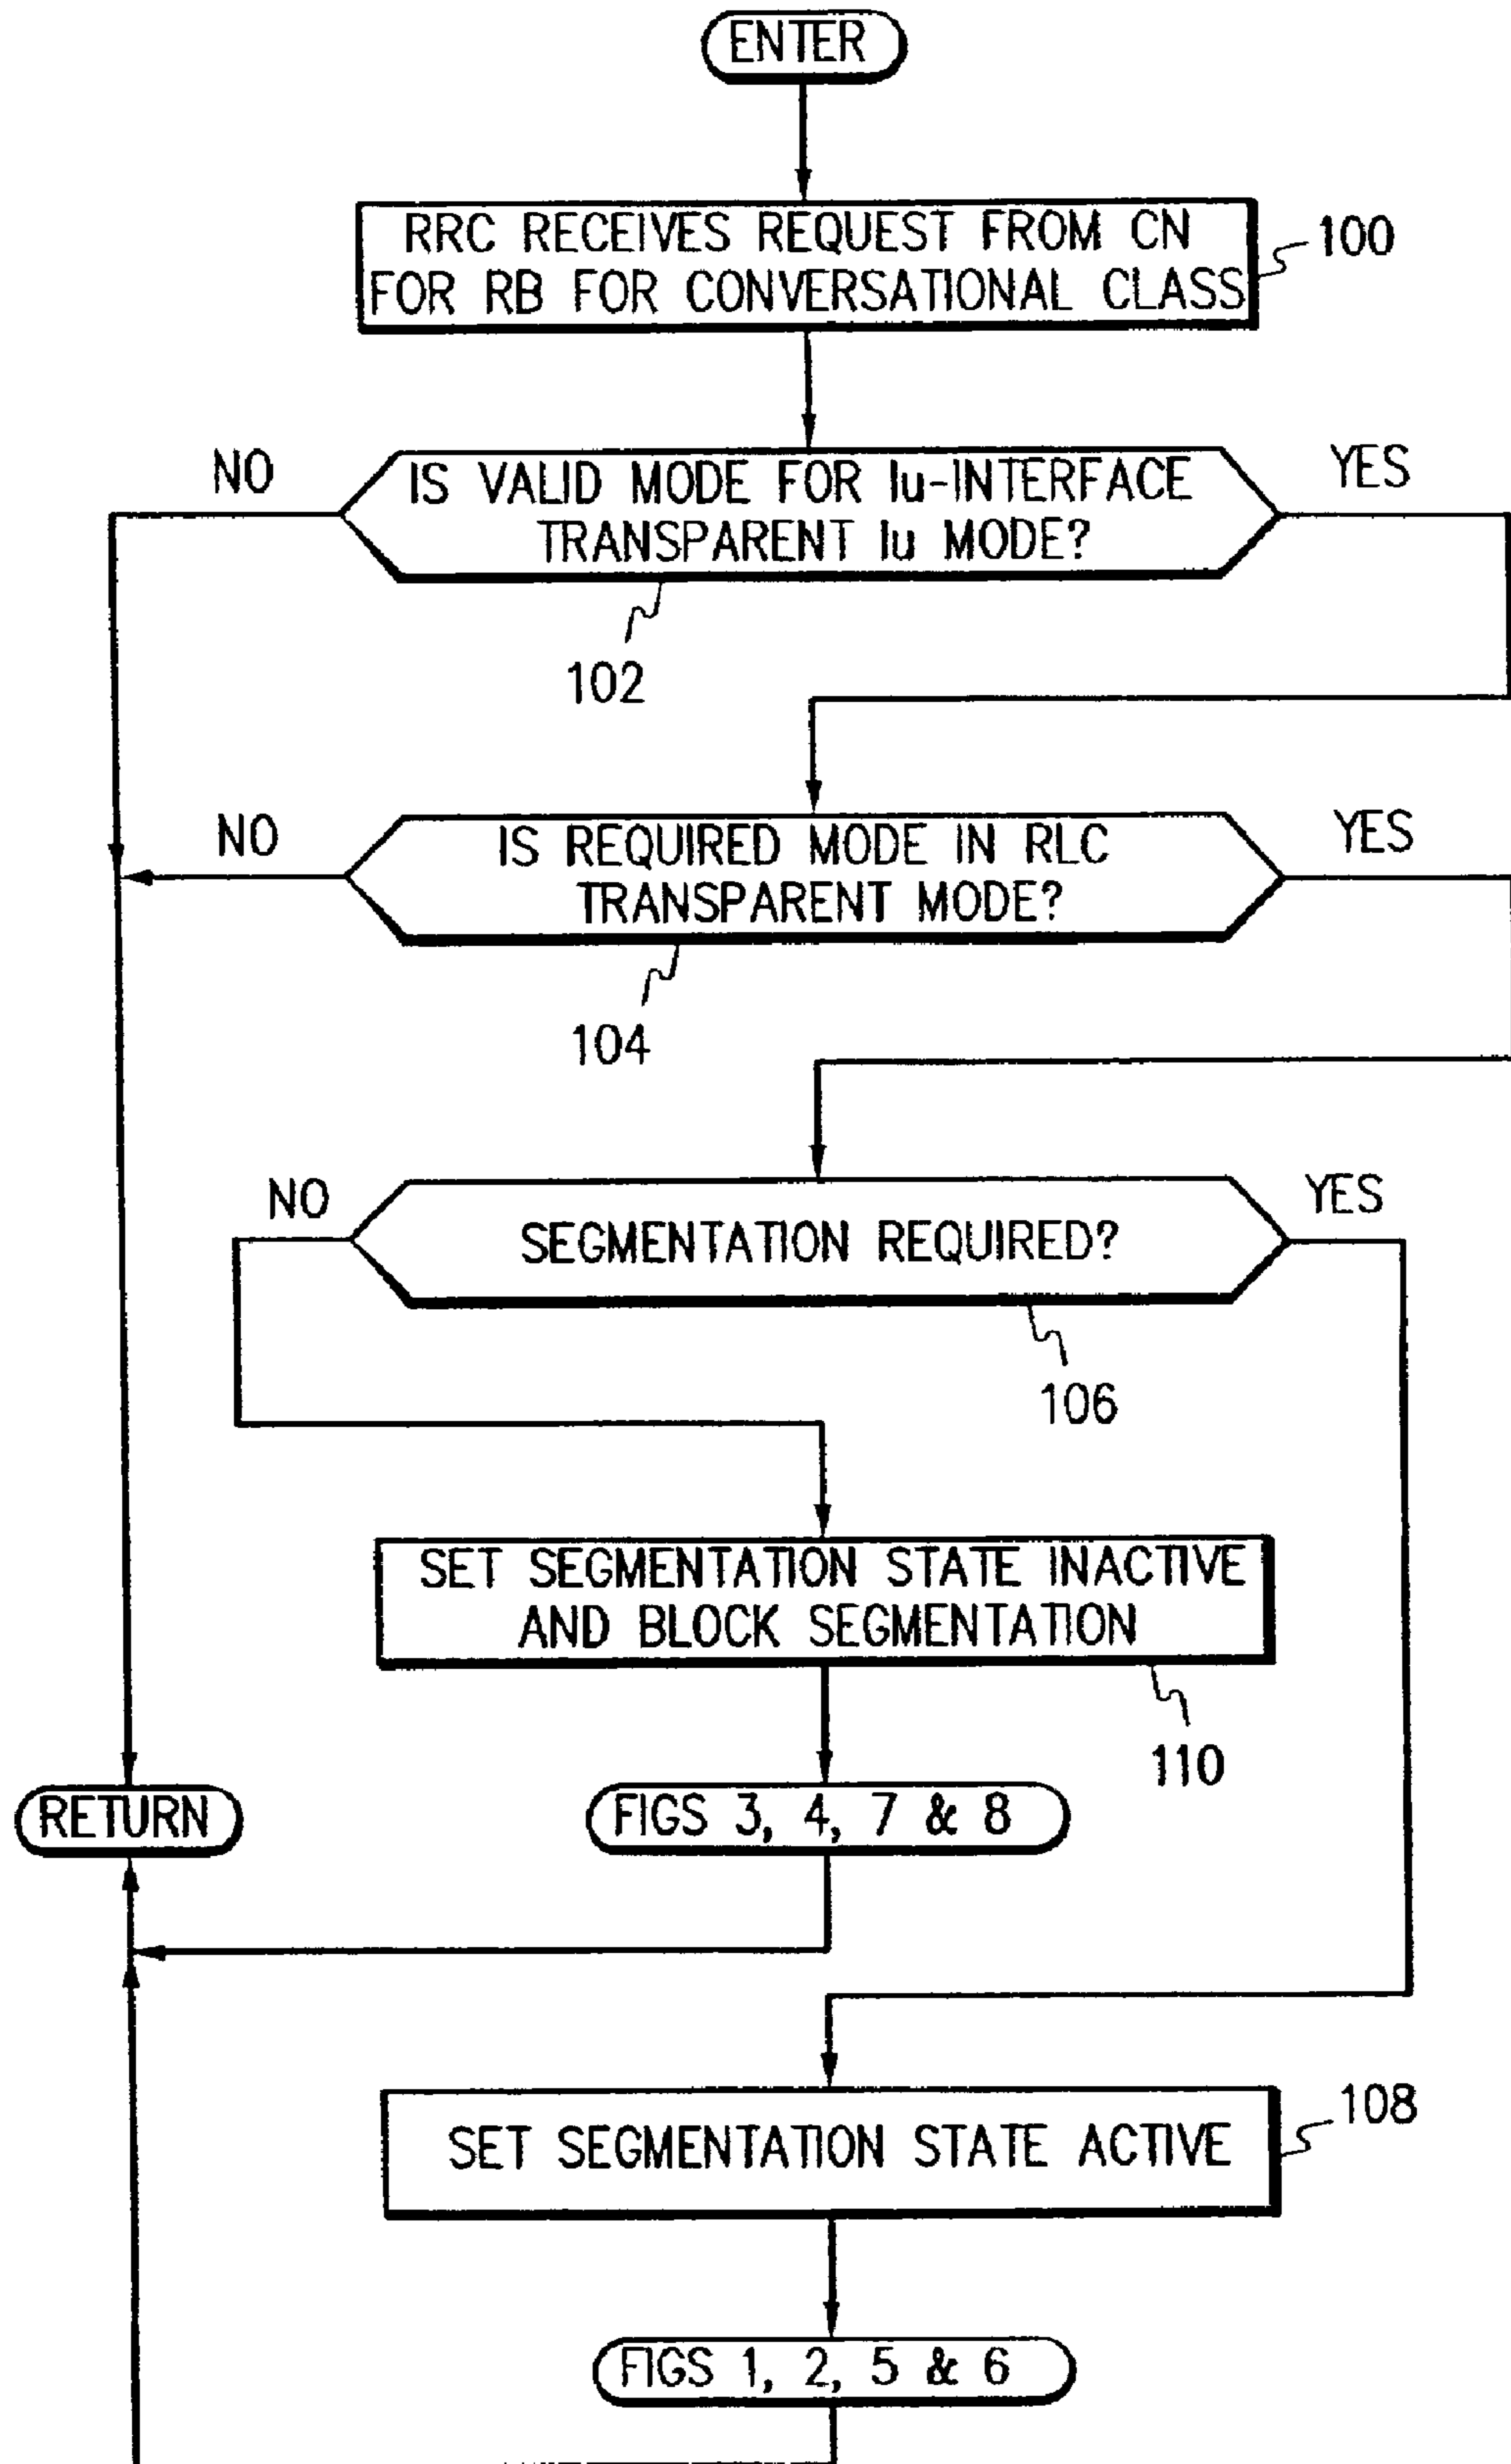 ENTER
RRC RECEIVES REQUEST FROM CN
FOR RB FOR CONVERSATIONAL CLASS
100
NO
IS VALID MODE FOR Iu-INTERFACE
TRANSPARENT Iu MODE?
YES
102
NO
IS REQUIRED MODE IN RLC
TRANSPARENT MODE?
YES
104
NO
SEGMENTATION REQUIRED?
YES
106
SET SEGMENTATION STATE INACTIVE
AND BLOCK SEGMENTATION
110
RETURN
FIGS 3, 4, 7 & 8
SET SEGMENTATION STATE ACTIVE
108
FIGS 1, 2, 5 & 6